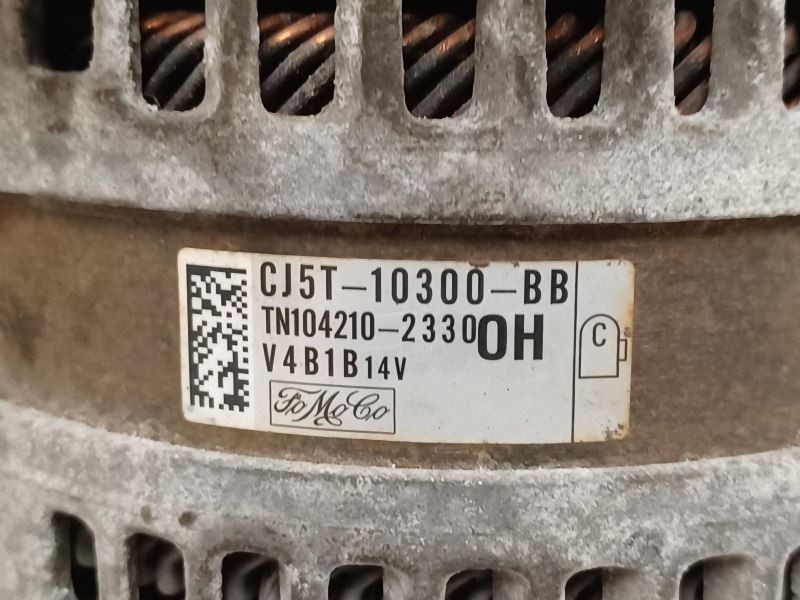 CJ5T-10300-BB
TN104210-2330 OH
V4B1B 14V
FoMoCo
C